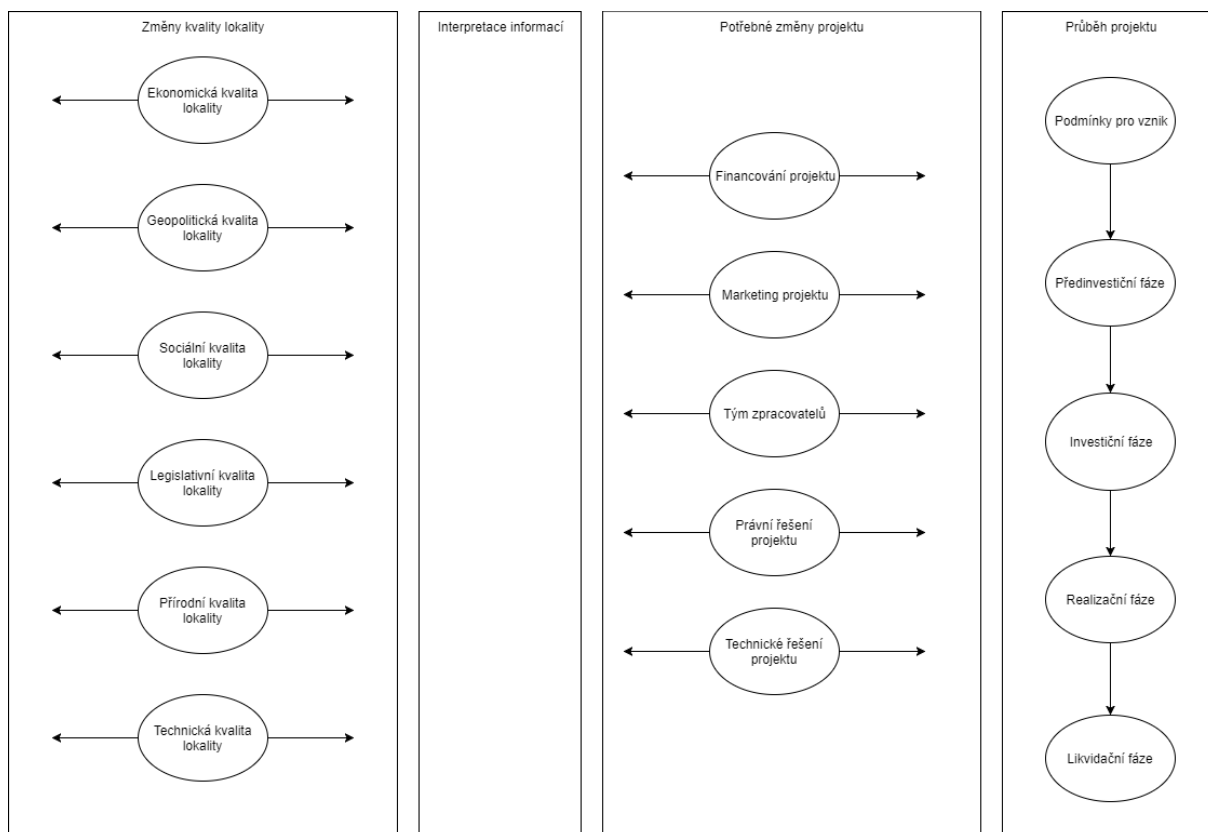 Změny kvality lokality
Ekonomická kvalita
lokality
Geopolitická kvalita
lokality
Sociální kvalita
lokality
Legislativní kvalita
lokality
Přírodní kvalita
lokality
Technická kvalita
lokality
Interpretace informací
Potřebné změny projektu
Financování projektu
Marketing projektu
Tým zpracovatelů
Právní řešení
projektu
Technické řešení
projektu
Průběh projektu
Podmínky pro vznik
Předinvestiční fáze
Investiční fáze
Realizační fáze
Likvidační fáze